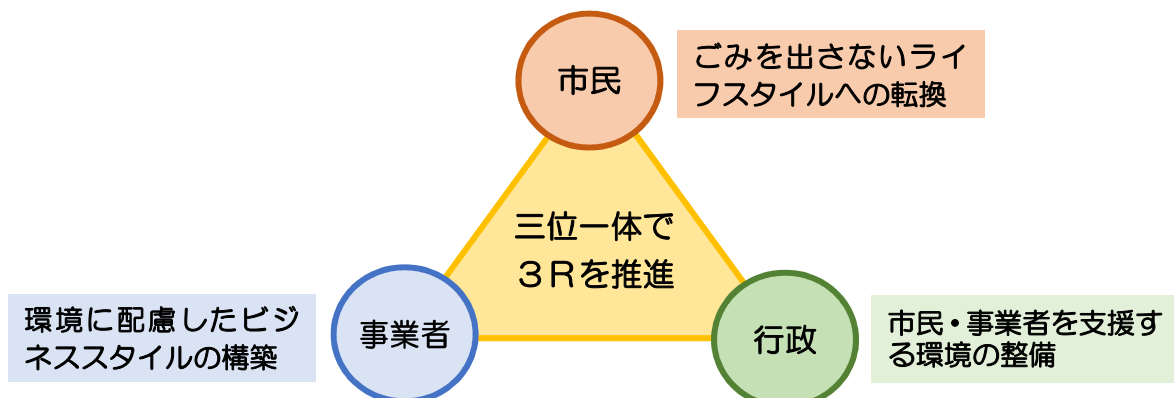 市民
ごみを出さないライ
フスタイルへの転換
三位一体で
３Ｒを推進
環境に配慮したビジ
ネススタイルの構築
事業者
行政
市民・事業者を支援す
る環境の整備